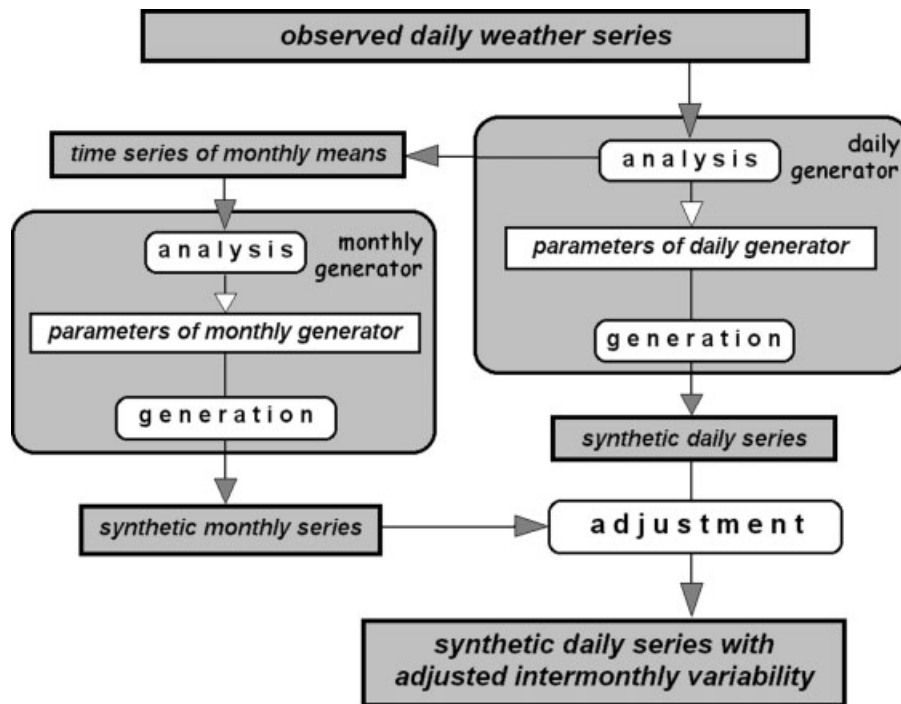 observed daily weather series
time series of monthly means
analysis
daily
generator
analysis
monthly
generator
parameters of daily generator
parameters of monthly generator
generation
generation
synthetic daily series
synthetic monthly series
adjustment
synthetic daily series with
adjusted intermonthly variability